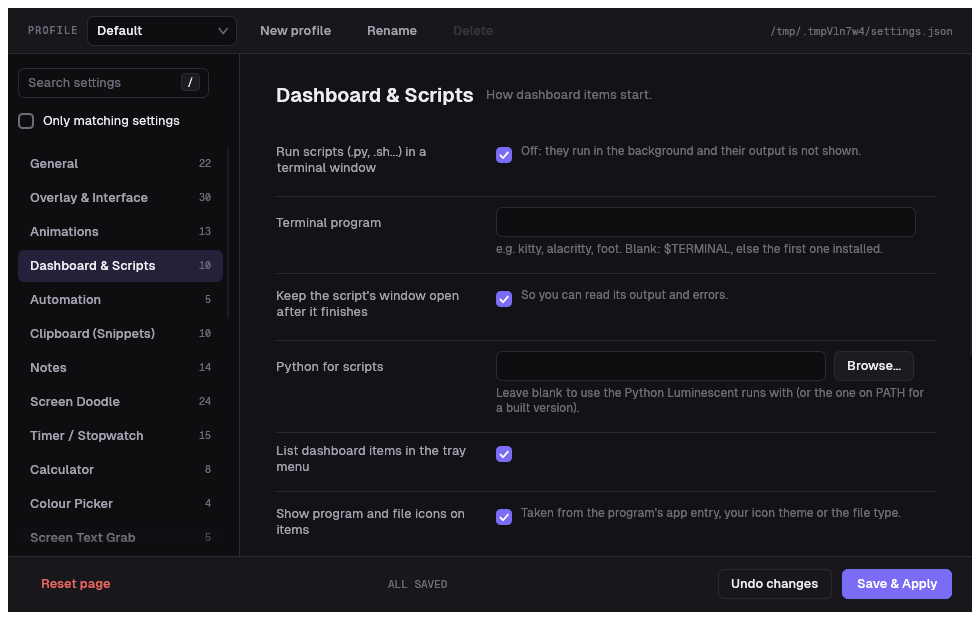 PROFILE Default New profile Rename Delete /tmp/.tmpVln7w4/settings.json
Search settings /
Only matching settings
General 22
Overlay & Interface 30
Animations 13
Dashboard & Scripts 10
Automation 5
Clipboard (Snippets) 10
Notes 14
Screen Doodle 24
Timer / Stopwatch 15
Calculator 8
Colour Picker 4
Screen Text Grab 5
Dashboard & Scripts How dashboard items start.
Run scripts (.py, .sh...) in a
terminal window
Off: they run in the background and their output is not shown.
Terminal program
e.g. kitty, alacritty, foot. Blank: $TERMINAL, else the first one installed.
Keep the script's window open
after it finishes
So you can read its output and errors.
Python for scripts
Browse...
Leave blank to use the Python Luminescent runs with (or the one on PATH for
a built version).
List dashboard items in the tray
menu
Show program and file icons on
items
Taken from the program's app entry, your icon theme or the file type.
Reset page ALL SAVED Undo changes Save & Apply